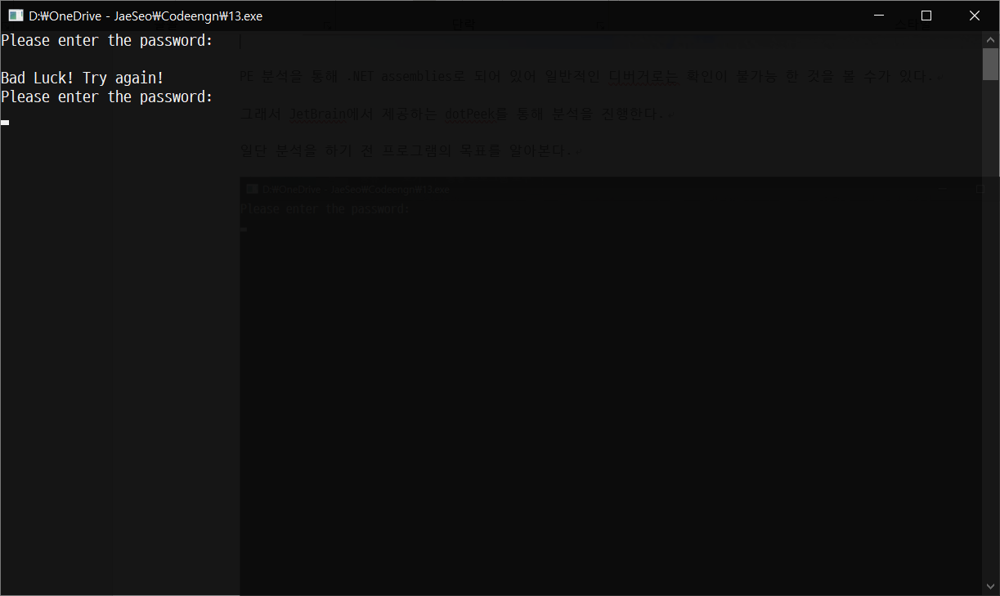 D:\OneDrive - JaeSeo\Codeengn\13.exe
Please enter the password:
Bad Luck! Try again!
Please enter the password:
단락
스타일
PE 분석을 통해 .NET assemblies로 되어 있어 일반적인 디버거로는 확인이 불가능 한 것을 볼 수가 있다.
그래서 JetBrain에서 제공하는 dotPeek를 통해 분석을 진행한다.
일단 분석을 하기 전 프로그램의 목표를 알아본다.
D:\OneDrive - JaeSeo\Codeengn\13.exe
Please enter the password: